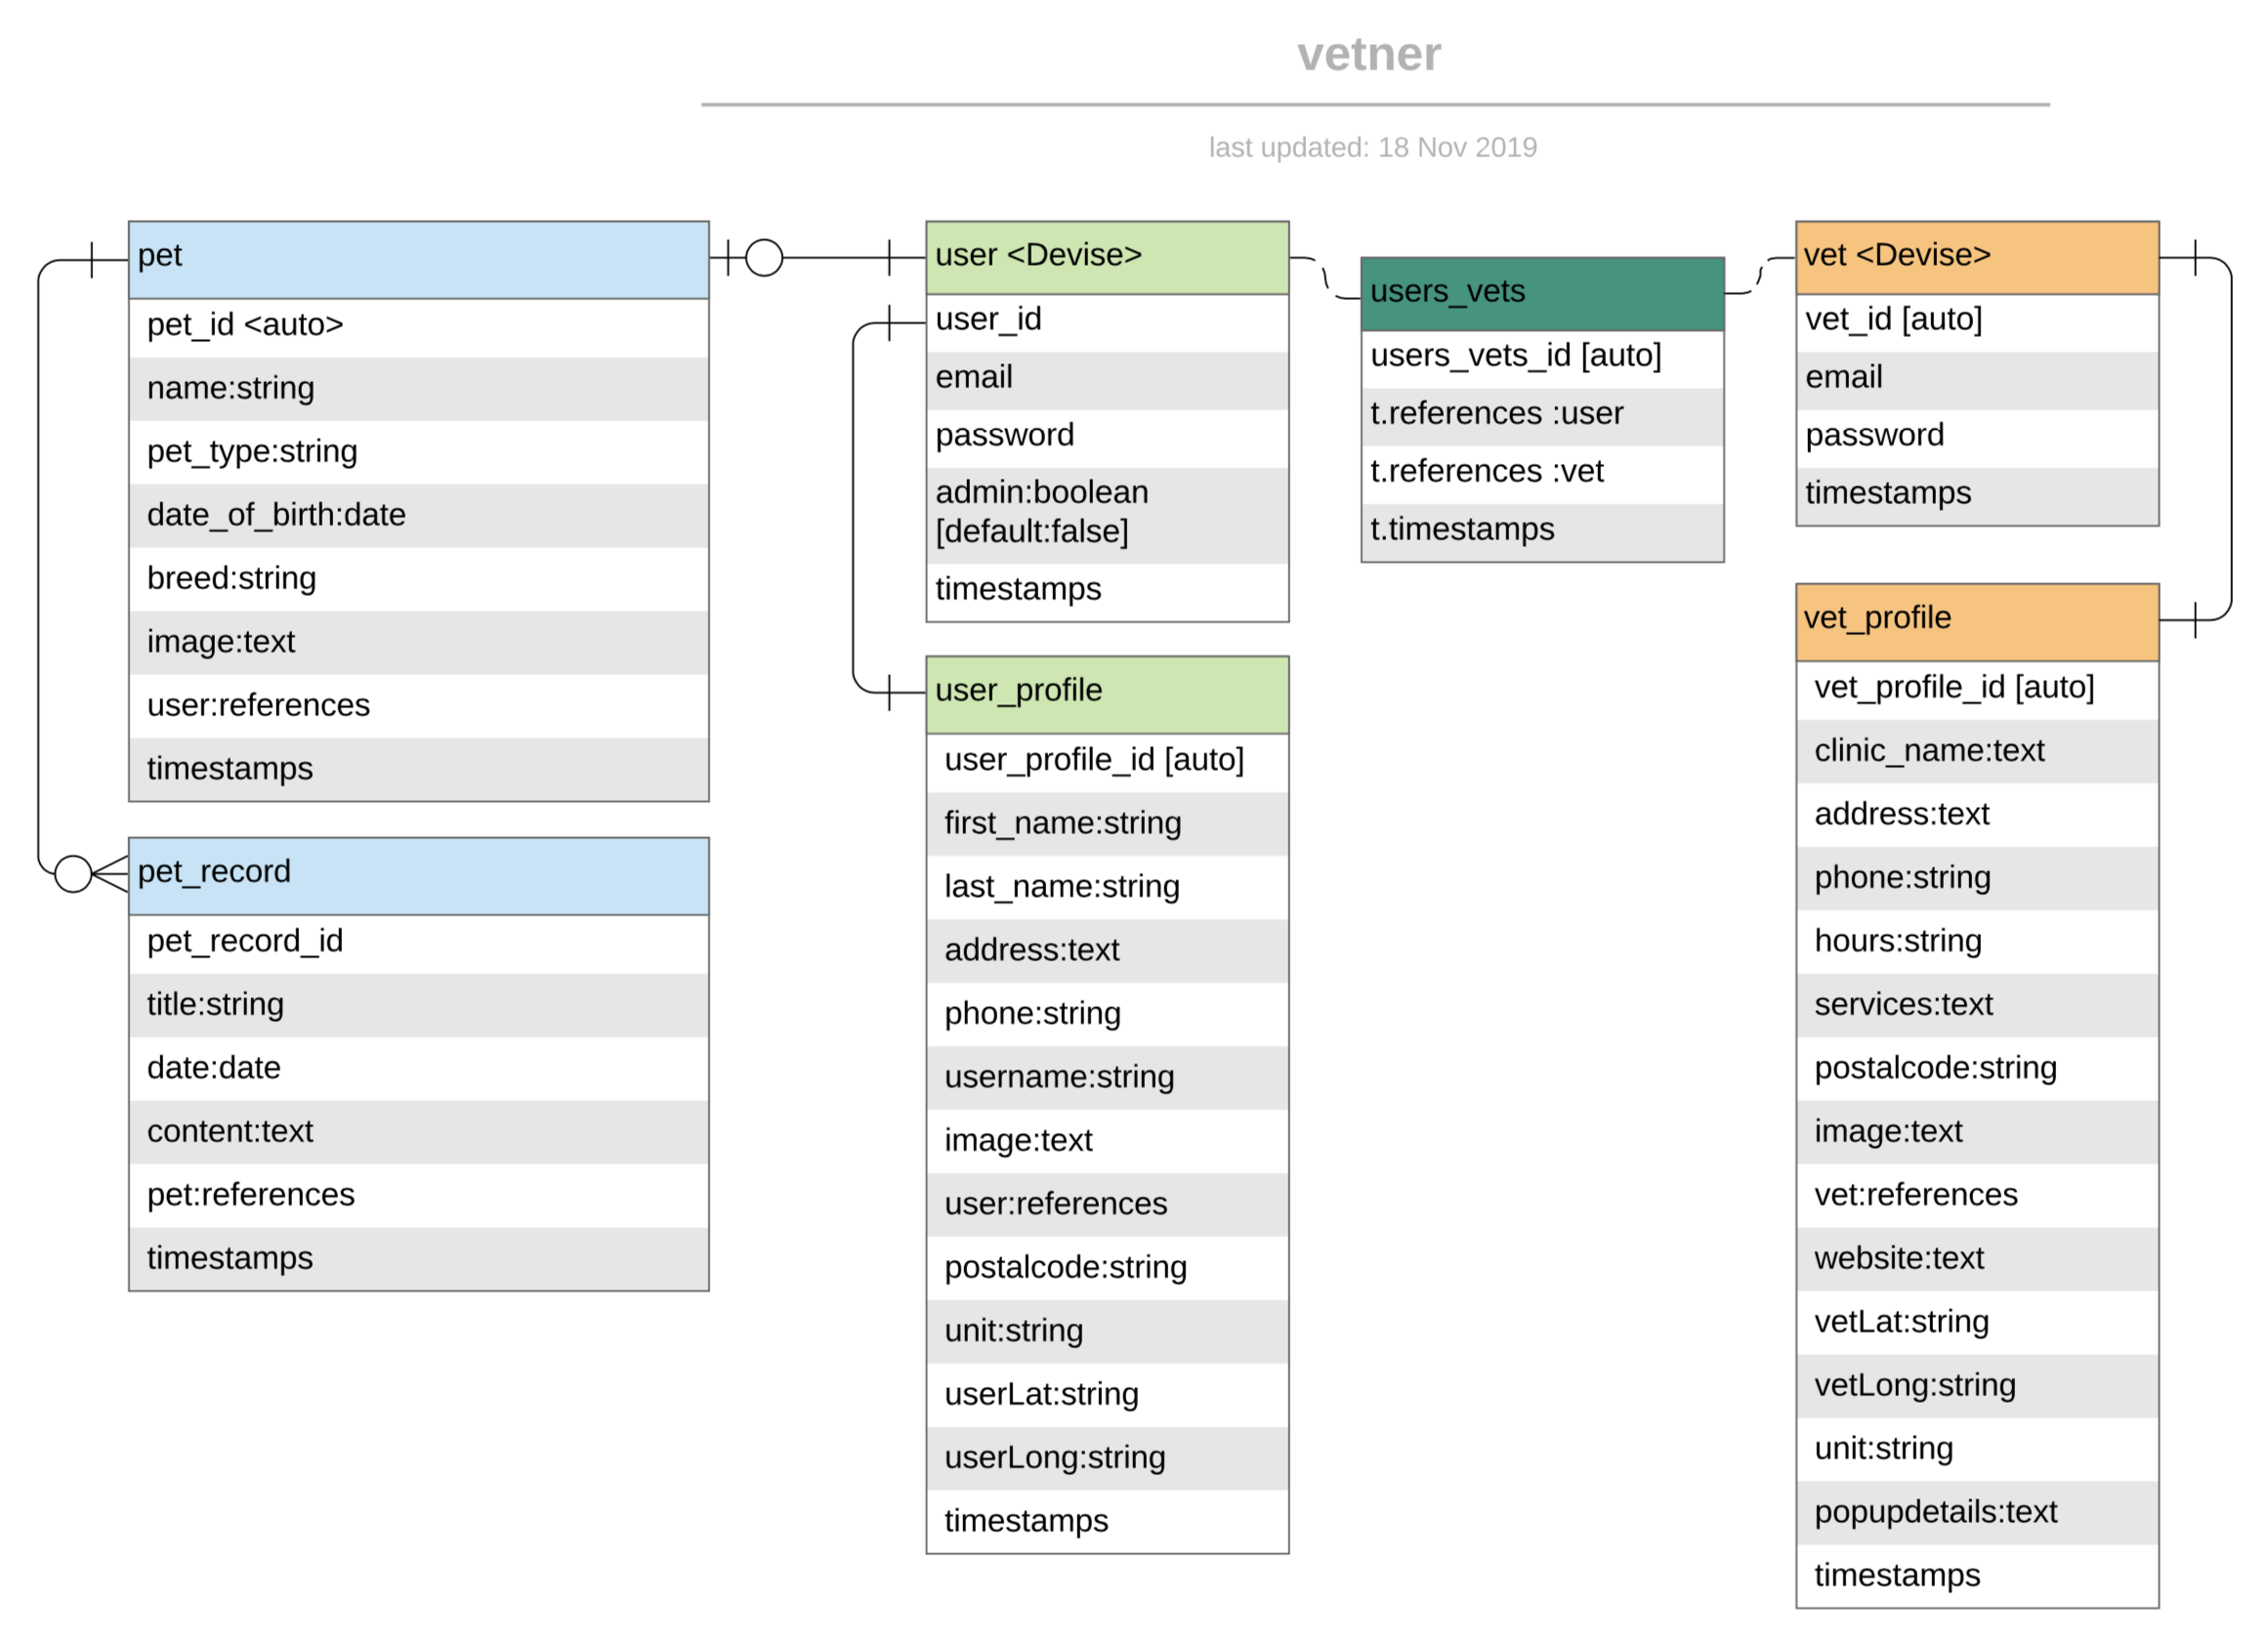 vetner
last updated: 18 Nov 2019
pet
pet_id <auto>
name:string
pet_type:string
date_of_birth:date
breed:string
image:text
user:references
timestamps
pet_record
pet_record_id
title:string
date:date
content:text
pet:references
timestamps
user <Devise>
user_id
email
password
admin:boolean
[default:false]
timestamps
user_profile
user_profile_id [auto]
first_name:string
last_name:string
address:text
phone:string
username:string
image:text
user:references
postalcode:string
unit:string
userLat:string
userLong:string
timestamps
users_vets
users_vets_id [auto]
t.references :user
t.references :vet
t.timestamps
vet <Devise>
vet_id [auto]
email
password
timestamps
vet_profile
vet_profile_id [auto]
clinic_name:text
address:text
phone:string
hours:string
services:text
postalcode:string
image:text
vet:references
website:text
vetLat:string
vetLong:string
unit:string
popupdetails:text
timestamps